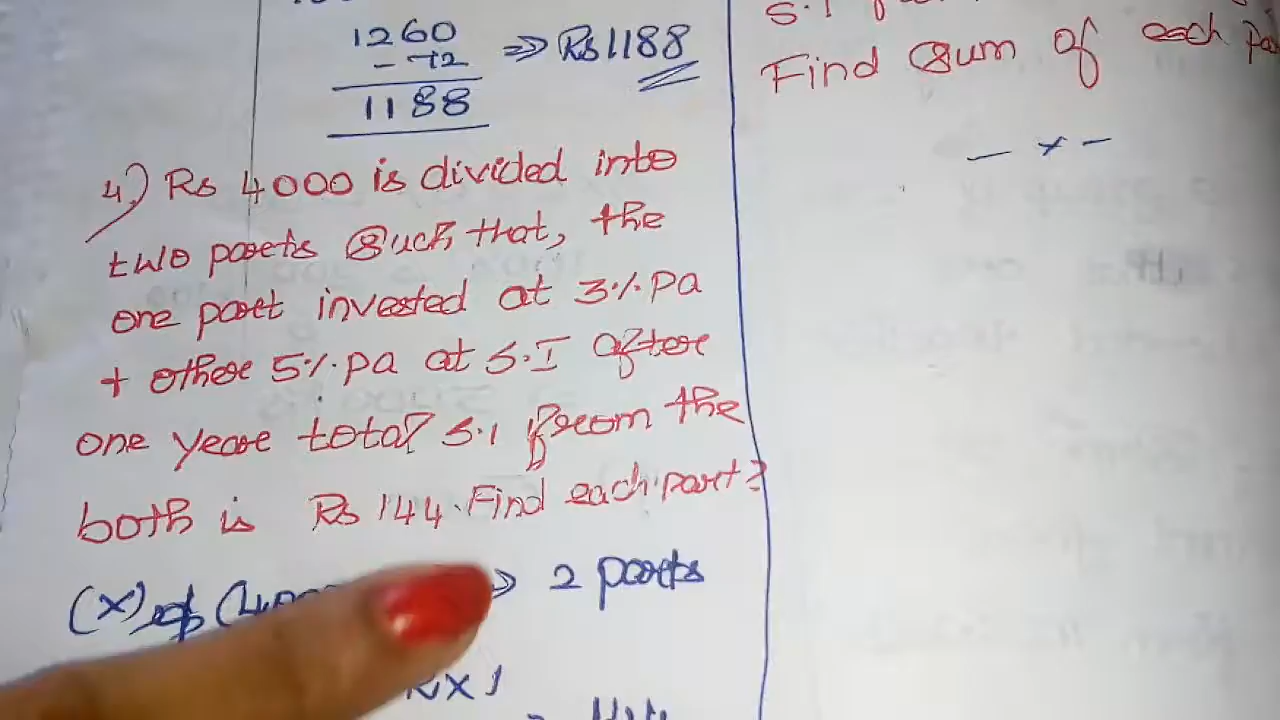 1260
- 72
1188
⇒ Rs 1188
4.) Rs 4000 is divided into
two parts such that, the
one part invested at 3% Pa
+ other 5% Pa at S.I after
one year total S.I from the
both is Rs 144. Find each part?
(x) of
⇒ 2 parts
x 1
S.I
Find Sum of each
- x -